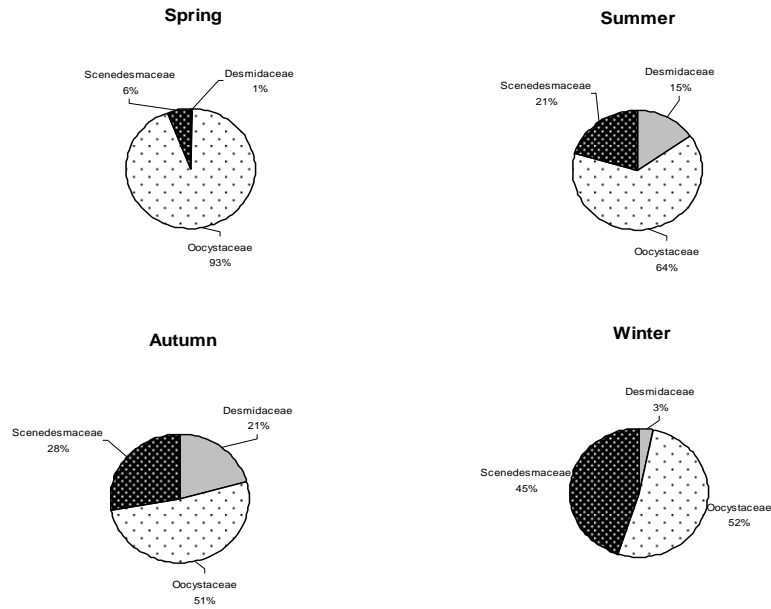 Spring
Scenedesmaceae
6%
Desmidaceae
1%
Oocystaceae
93%
Summer
Scenedesmaceae
21%
Desmidaceae
15%
Oocystaceae
64%
Autumn
Scenedesmaceae
28%
Desmidaceae
21%
Oocystaceae
51%
Winter
Desmidaceae
3%
Scenedesmaceae
45%
Oocystaceae
52%